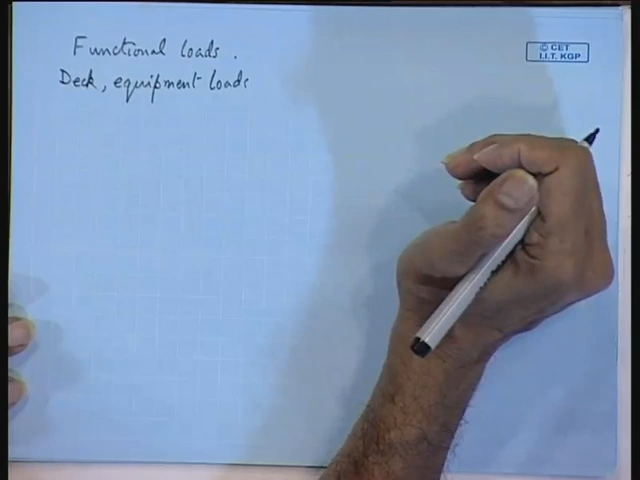 Functional loads.
Deck, equipment loads
© CET
I.I.T. KGP